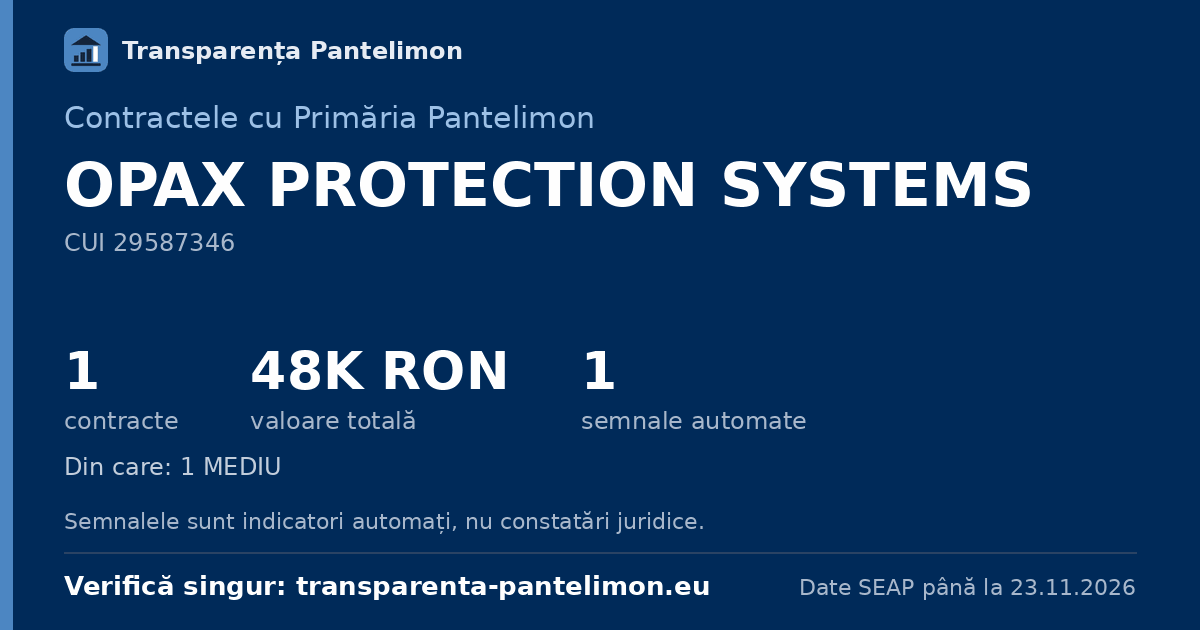 Transparența Pantelimon
Contractele cu Primăria Pantelimon
OPAX PROTECTION SYSTEMS
CUI 29587346
1 48K RON 1
contracte valoare totală semnale automate
Din care: 1 MEDIU
Semnalele sunt indicatori automați, nu constatări juridice.
Verifică singur: transparenta-pantelimon.eu Date SEAP până la 23.11.2026